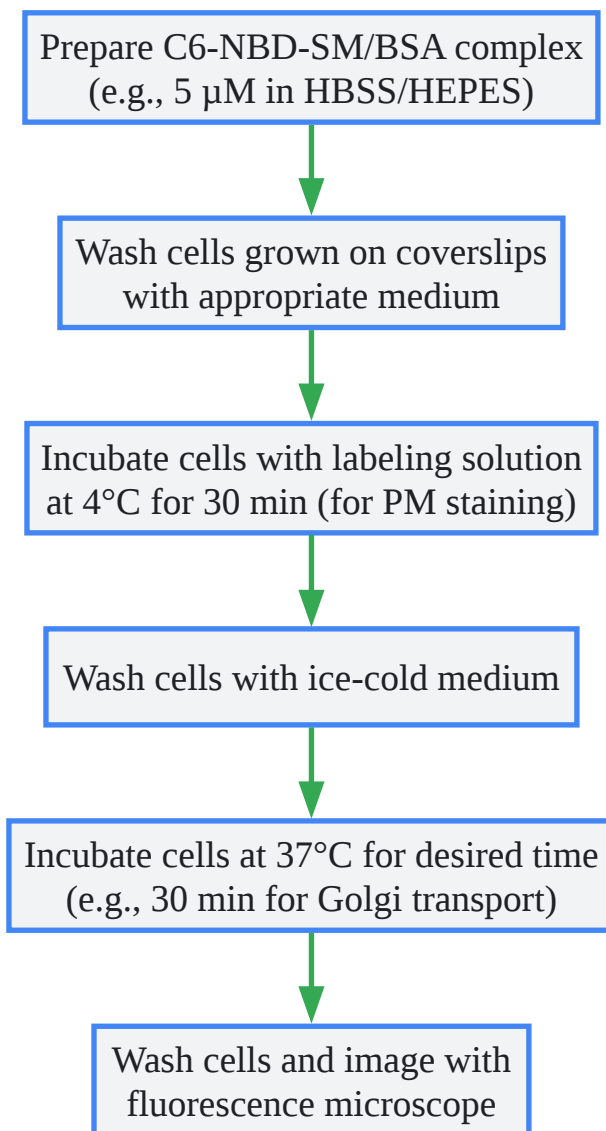 Prepare C6-NBD-SM/BSA complex
(e.g., 5 µM in HBSS/HEPES)
Wash cells grown on coverslips
with appropriate medium
Incubate cells with labeling solution
at 4°C for 30 min (for PM staining)
Wash cells with ice-cold medium
Incubate cells at 37°C for desired time
(e.g., 30 min for Golgi transport)
Wash cells and image with
fluorescence microscope